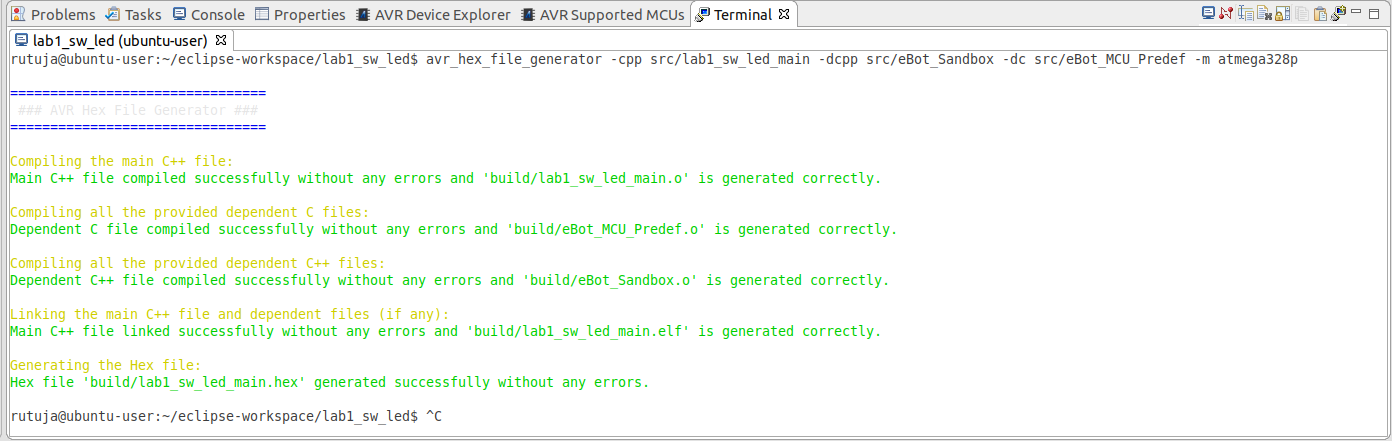 Problems Tasks Console Properties AVR Device Explorer AVR Supported MCUs Terminal
lab1_sw_led (ubuntu-user)
rutuja@ubuntu-user:~/eclipse-workspace/lab1_sw_led$ avr_hex_file_generator -cpp src/lab1_sw_led_main -dcpp src/eBot_Sandbox -dc src/eBot_MCU_Predef -m atmega328p
================================
### AVR Hex File Generator ###
================================
Compiling the main C++ file:
Main C++ file compiled successfully without any errors and 'build/lab1_sw_led_main.o' is generated correctly.
Compiling all the provided dependent C files:
Dependent C file compiled successfully without any errors and 'build/eBot_MCU_Predef.o' is generated correctly.
Compiling all the provided dependent C++ files:
Dependent C++ file compiled successfully without any errors and 'build/eBot_Sandbox.o' is generated correctly.
Linking the main C++ file and dependent files (if any):
Main C++ file linked successfully without any errors and 'build/lab1_sw_led_main.elf' is generated correctly.
Generating the Hex file:
Hex file 'build/lab1_sw_led_main.hex' generated successfully without any errors.
rutuja@ubuntu-user:~/eclipse-workspace/lab1_sw_led$ ^C